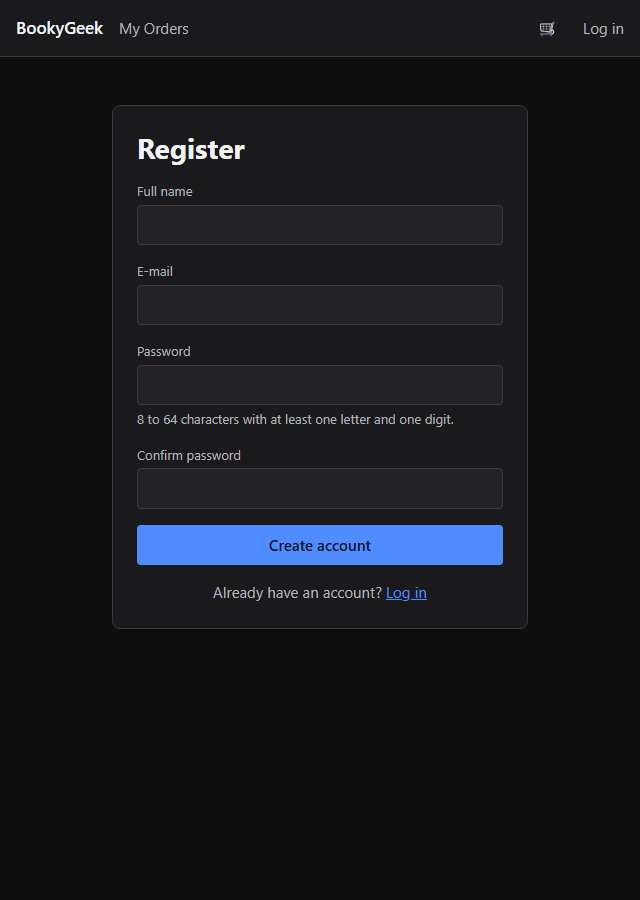 BookyGeek My Orders Log in
Register
Full name
E-mail
Password
8 to 64 characters with at least one letter and one digit.
Confirm password
Create account
Already have an account? Log in